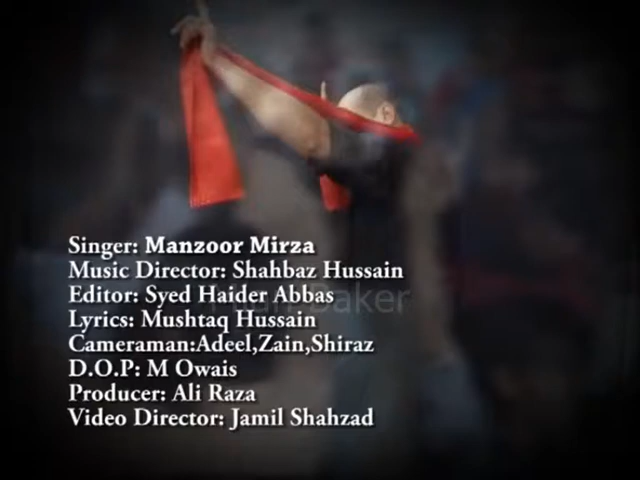 Singer: Manzoor Mirza
Music Director: Shahbaz Hussain
Editor: Syed Haider Abbas
Lyrics: Mushtaq Hussain
Cameraman:Adeel,Zain,Shiraz
D.O.P: M Owais
Producer: Ali Raza
Video Director: Jamil Shahzad
Baker